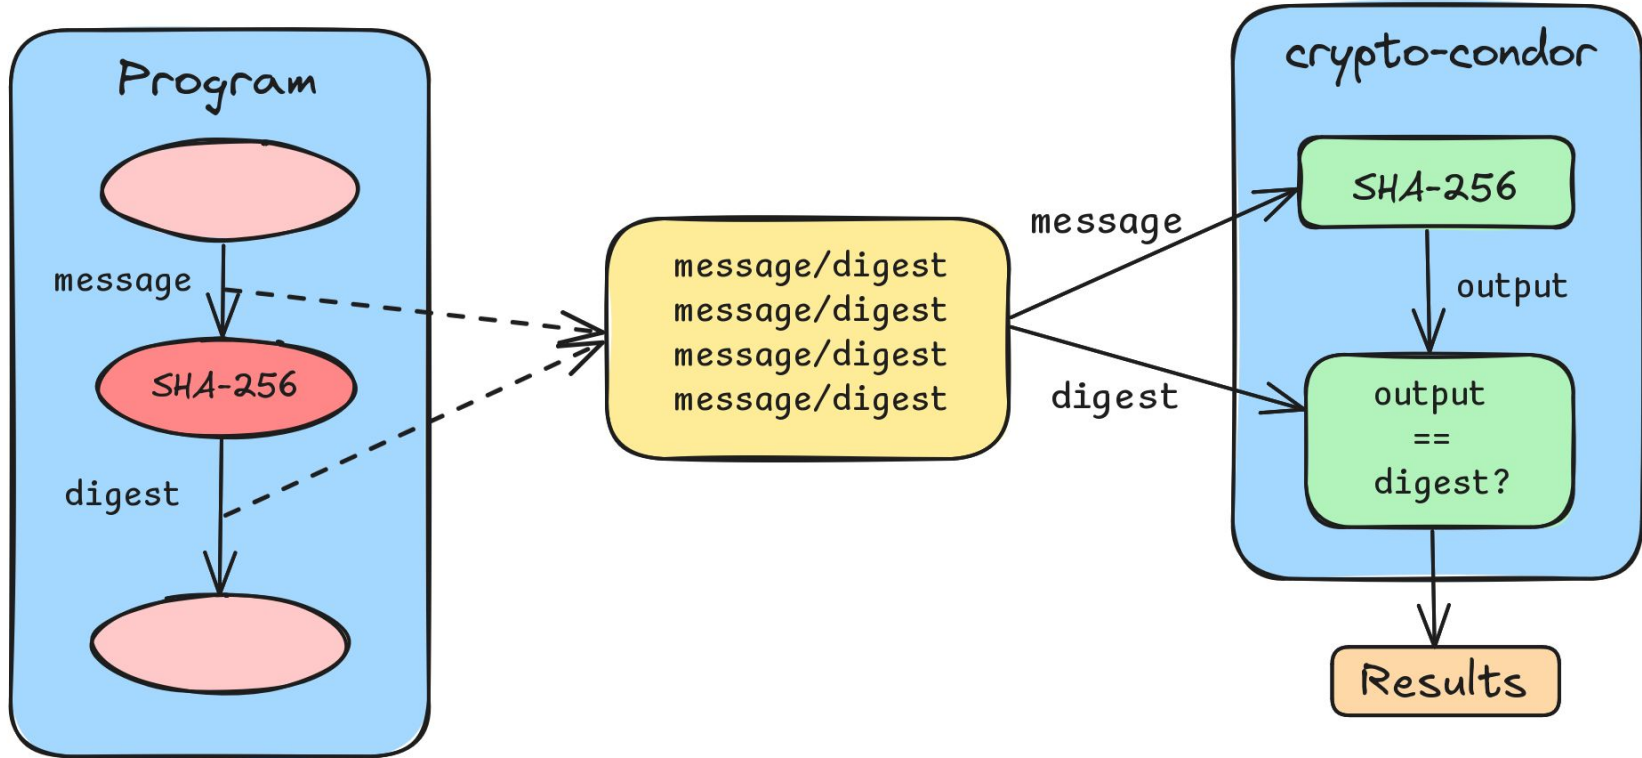 Program
message
SHA-256
digest
message/digest
message/digest
message/digest
message/digest
message
digest
crypto-condor
SHA-256
output
output
==
digest?
Results